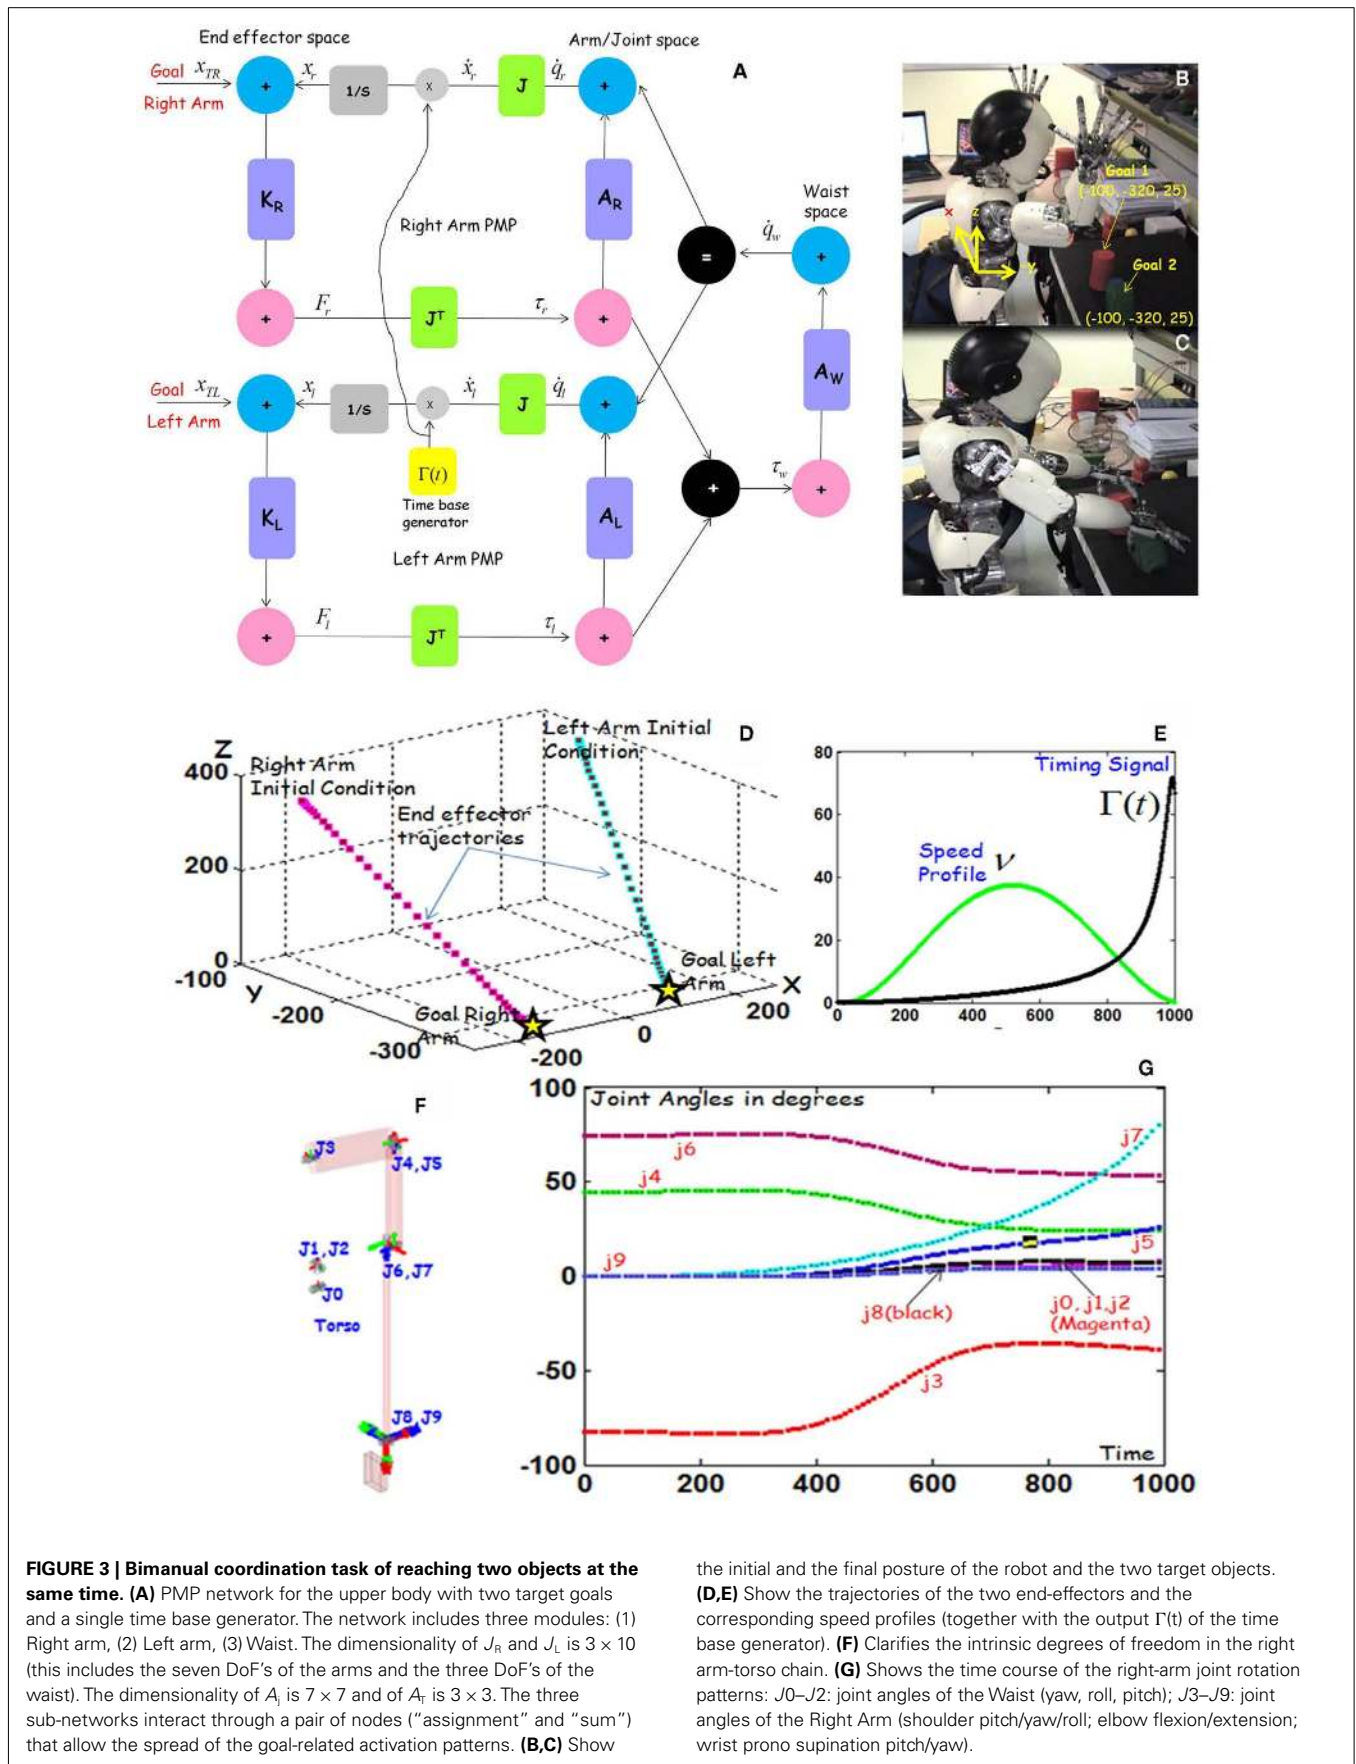 End effector space
Arm/Joint space
A
Goal x_TR
Right Arm
+
x_r
1/S
x
ẋ_r
J
q̇_r
+
K_R
A_R
Right Arm PMP
Waist
space
q̇_w
=
+
+
F_r
J^T
τ_r
+
A_W
Goal x_TL
Left Arm
+
x_l
1/S
x
ẋ_l
J
q̇_l
+
K_L
Γ(t)
Time base
generator
A_L
Left Arm PMP
+
τ_w
+
+
F_l
J^T
τ_l
+
B
Goal 1
(-100, -320, 25)
X
Z
Y
Goal 2
(-100, -320, 25)
C
D
Z
400
200
0
-100
Y
-200
-300
-200
0
200
X
Right Arm
Initial Condition
Left Arm Initial
Condition
End effector
trajectories
Goal Right
Arm
Goal Left
Arm
E
80
60
40
20
0
0 200 400 600 800 1000
Timing Signal
Γ(t)
Speed
Profile ν
F
J3
J4,J5
J1,J2
J6,J7
J0
Torso
J8,J9
G
100
50
0
-50
-100
Joint Angles in degrees
j6
j4
j9
j7
j5
j8(black)
j0,j1,j2
(Magenta)
j3
Time
0 200 400 600 800 1000
FIGURE 3 | Bimanual coordination task of reaching two objects at the
same time. (A) PMP network for the upper body with two target goals
and a single time base generator. The network includes three modules: (1)
Right arm, (2) Left arm, (3) Waist. The dimensionality of J_R and J_L is 3 × 10
(this includes the seven DoF's of the arms and the three DoF's of the
waist). The dimensionality of A_j is 7 × 7 and of A_T is 3 × 3. The three
sub-networks interact through a pair of nodes ("assignment" and "sum")
that allow the spread of the goal-related activation patterns. (B,C) Show
the initial and the final posture of the robot and the two target objects.
(D,E) Show the trajectories of the two end-effectors and the
corresponding speed profiles (together with the output Γ(t) of the time
base generator). (F) Clarifies the intrinsic degrees of freedom in the right
arm-torso chain. (G) Shows the time course of the right-arm joint rotation
patterns: J0–J2: joint angles of the Waist (yaw, roll, pitch); J3–J9: joint
angles of the Right Arm (shoulder pitch/yaw/roll; elbow flexion/extension;
wrist prono supination pitch/yaw).